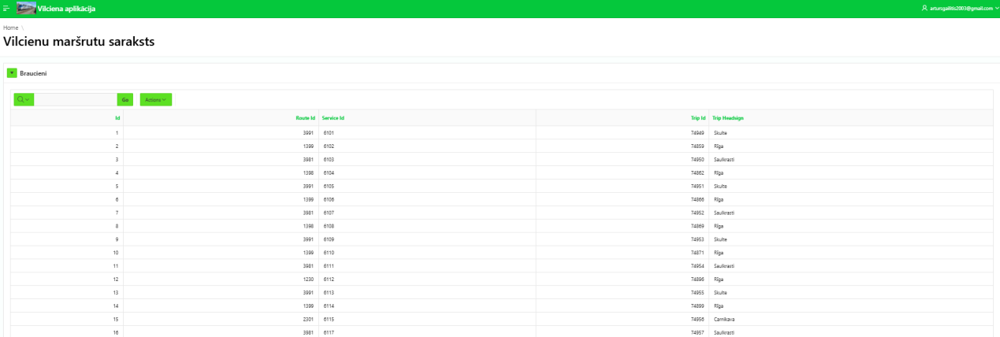 Vilciena aplikācija
artursgailitis2003@gmail.com
Home \
Vilcienu maršrutu saraksts
Braucieni
Go Actions
Id Route Id Service Id Trip Id Trip Headsign
1 3991 6101 74949 Skulte
2 1399 6102 74859 Rīga
3 3981 6103 74950 Saulkrasti
4 1398 6104 74862 Rīga
5 3991 6105 74951 Skulte
6 1399 6106 74866 Rīga
7 3981 6107 74952 Saulkrasti
8 1398 6108 74869 Rīga
9 3991 6109 74953 Skulte
10 1399 6110 74871 Rīga
11 3981 6111 74954 Saulkrasti
12 1230 6112 74896 Rīga
13 3991 6113 74955 Skulte
14 1399 6114 74899 Rīga
15 2301 6115 74956 Carnikava
16 3981 6117 74957 Saulkrasti